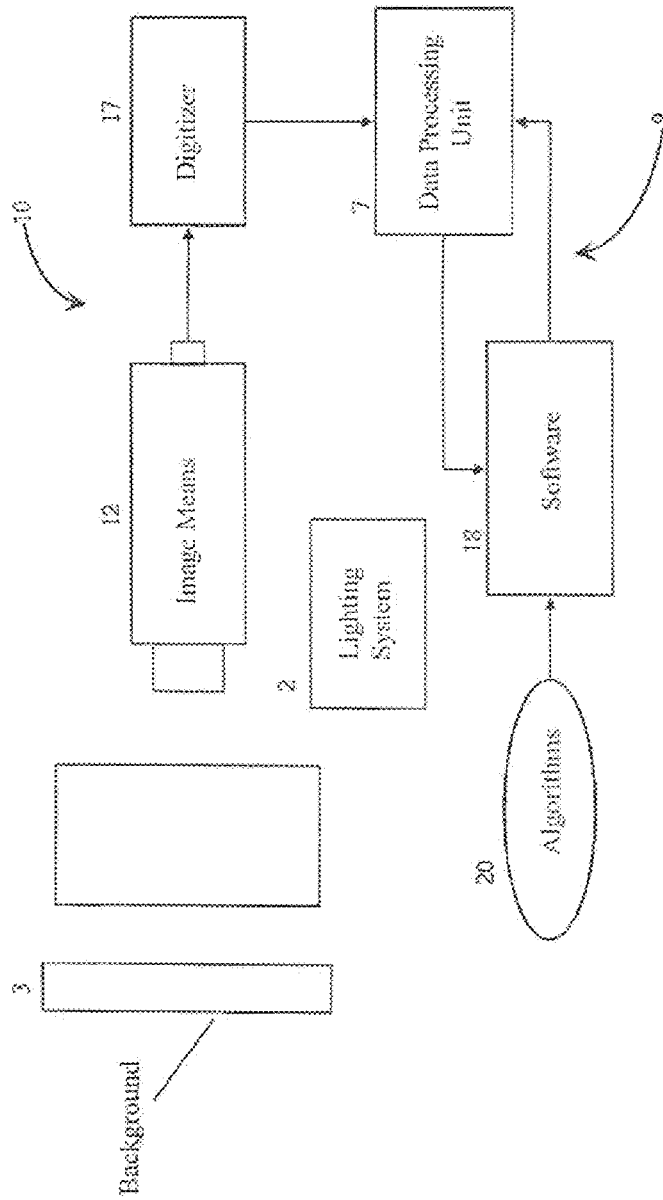 10
17
Digitizer
12
Image Means
7
Data Processing
Unit
2
Lighting
System
18
Software
20
Algorithms
3
Background